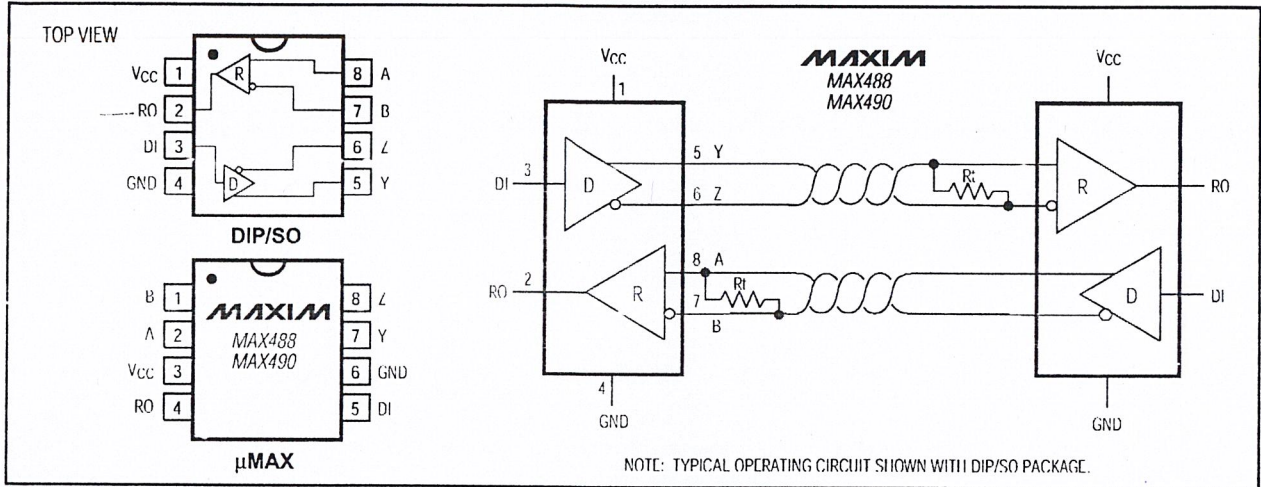 TOP VIEW
VCC 1
RO 2
DI 3
GND 4
8 A
7 B
6 Z
5 Y
R
D
DIP/SO
B 1
A 2
VCC 3
RO 4
8 Z
7 Y
6 GND
5 DI
MAXIM
MAX488
MAX490
µMAX
MAXIM
MAX488
MAX490
VCC
1
VCC
DI 3
D
5 Y
6 Z
Rt
R
RO
RO 2
R
8 A
7
B
Rt
D
DI
4
GND
GND
NOTE: TYPICAL OPERATING CIRCUIT SHOWN WITH DIP/SO PACKAGE.